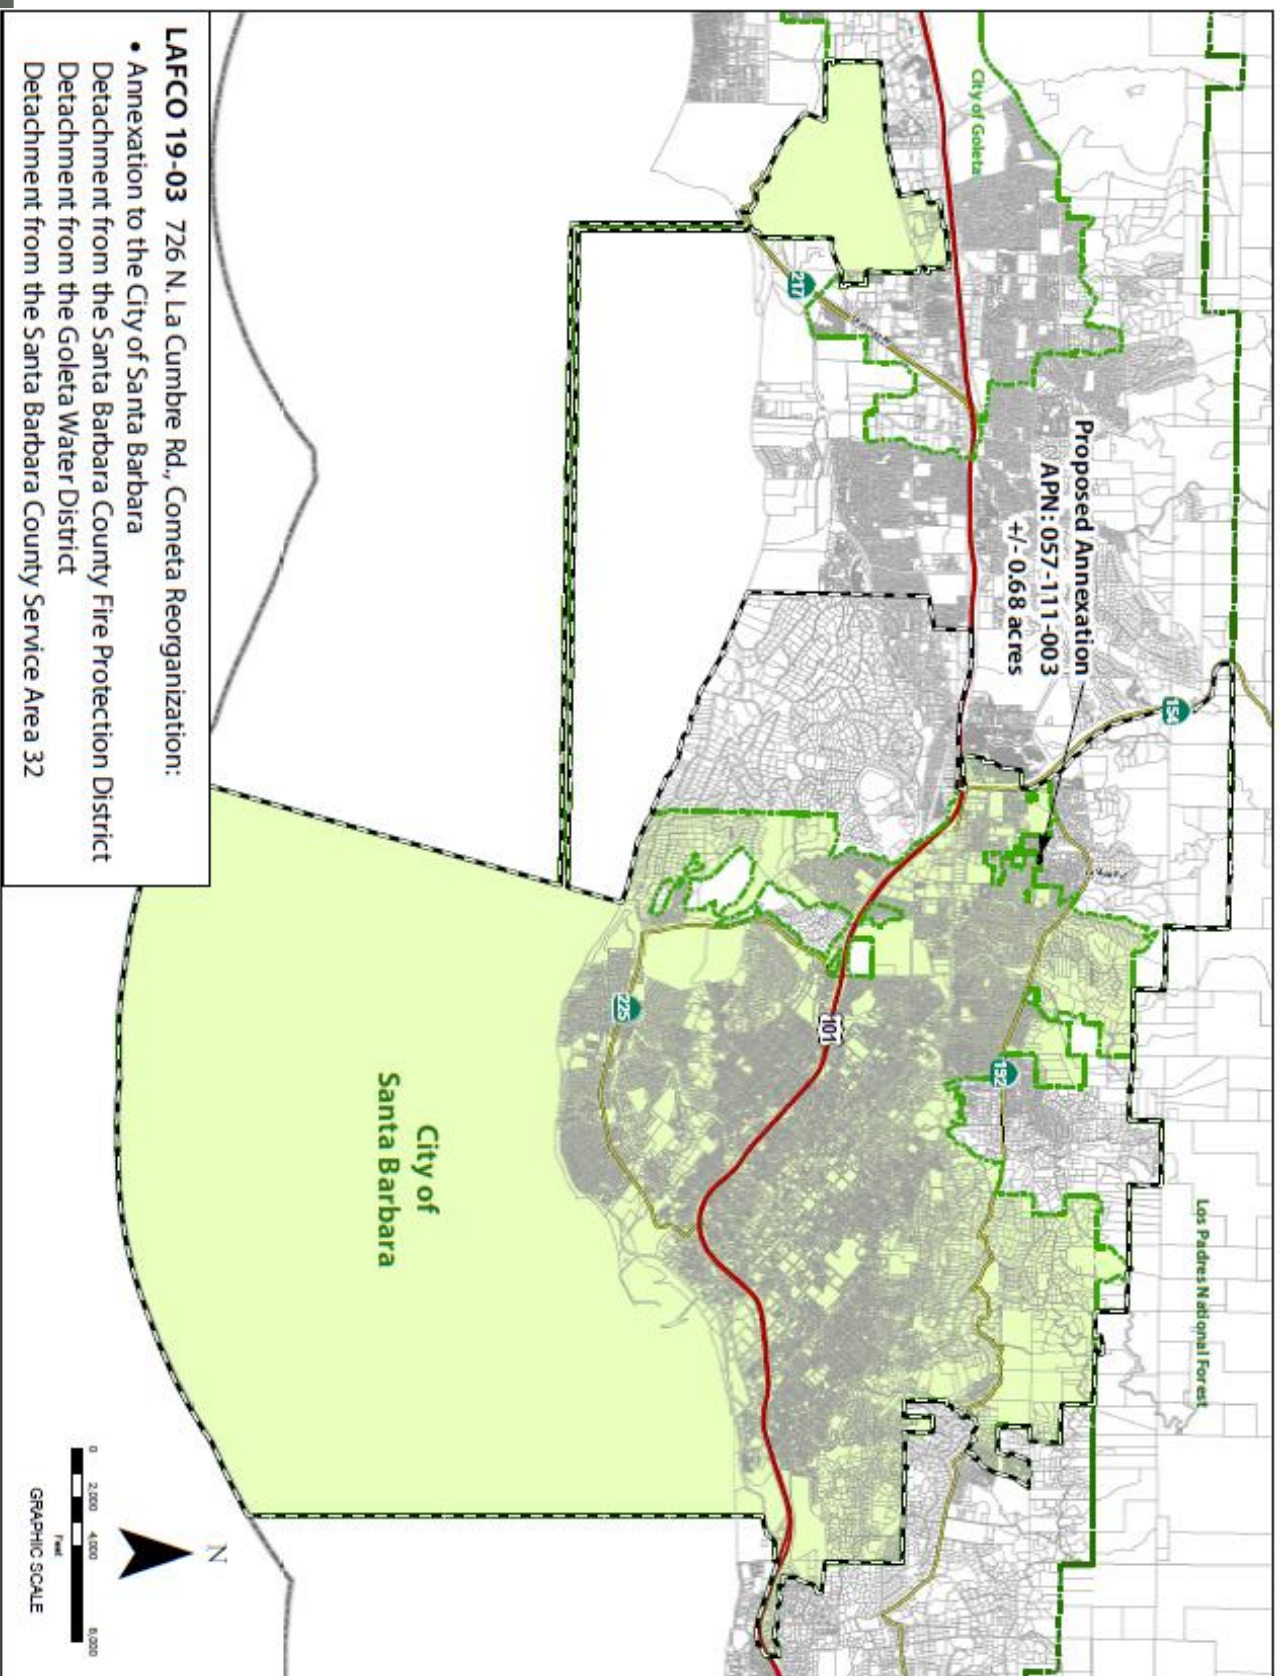 City of Goleta
Proposed Annexation
APN: 057-111-003
+/- 0.68 acres
154
217
101
192
225
Los Padres National Forest
City of
Santa Barbara
LAFCO 19-03 726 N. La Cumbre Rd., Cometa Reorganization:
• Annexation to the City of Santa Barbara
Detachment from the Santa Barbara County Fire Protection District
Detachment from the Goleta Water District
Detachment from the Santa Barbara County Service Area 32
N
0 2,000 4,000 8,000
Feet
GRAPHIC SCALE